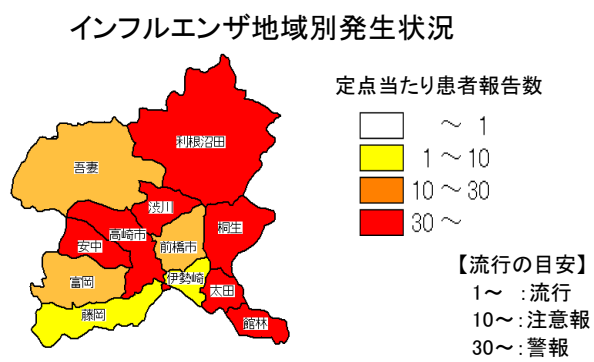 インフルエンザ地域別発生状況
定点当たり患者報告数
～ 1
1～10
10～30
30～
利根沼田
吾妻
渋川
高崎市
桐生
安中
前橋市
富岡
伊勢崎
太田
藤岡
館林
【流行の目安】
1～ ：流行
10～：注意報
30～：警報